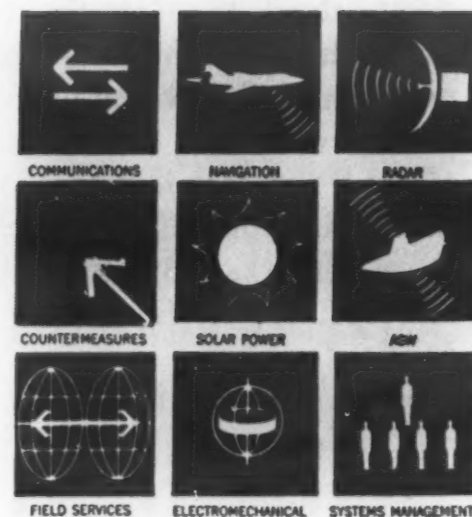 COMMUNICATIONS NAVIGATION RADAR
COUNTERMEASURES SOLAR POWER ASW
FIELD SERVICES ELECTROMECHANICAL SYSTEMS MANAGEMENT